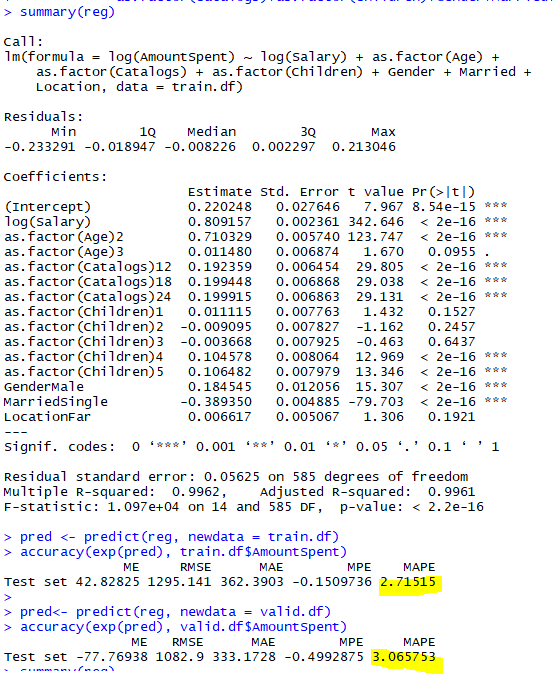 > summary(reg)
Call:
lm(formula = log(AmountSpent) ~ log(Salary) + as.factor(Age) +
as.factor(Catalogs) + as.factor(Children) + Gender + Married +
Location, data = train.df)
Residuals:
Min 1Q Median 3Q Max
-0.233291 -0.018947 -0.008226 0.002297 0.213046
Coefficients:
Estimate Std. Error t value Pr(>|t|)
(Intercept) 0.220248 0.027646 7.967 8.54e-15 ***
log(Salary) 0.809157 0.002361 342.646 < 2e-16 ***
as.factor(Age)2 0.710329 0.005740 123.747 < 2e-16 ***
as.factor(Age)3 0.011480 0.006874 1.670 0.0955 .
as.factor(Catalogs)12 0.192359 0.006454 29.805 < 2e-16 ***
as.factor(Catalogs)18 0.199448 0.006868 29.038 < 2e-16 ***
as.factor(Catalogs)24 0.199915 0.006863 29.131 < 2e-16 ***
as.factor(Children)1 0.011115 0.007763 1.432 0.1527
as.factor(Children)2 -0.009095 0.007827 -1.162 0.2457
as.factor(Children)3 -0.003668 0.007925 -0.463 0.6437
as.factor(Children)4 0.104578 0.008064 12.969 < 2e-16 ***
as.factor(Children)5 0.106482 0.007979 13.346 < 2e-16 ***
GenderMale 0.184545 0.012056 15.307 < 2e-16 ***
MarriedSingle -0.389350 0.004885 -79.703 < 2e-16 ***
LocationFar 0.006617 0.005067 1.306 0.1921
---
Signif. codes: 0 ‘***’ 0.001 ‘**’ 0.01 ‘*’ 0.05 ‘.’ 0.1 ‘ ’ 1
Residual standard error: 0.05625 on 585 degrees of freedom
Multiple R-squared: 0.9962, Adjusted R-squared: 0.9961
F-statistic: 1.097e+04 on 14 and 585 DF, p-value: < 2.2e-16
> pred <- predict(reg, newdata = train.df)
> accuracy(exp(pred), train.df$AmountSpent)
ME RMSE MAE MPE MAPE
Test set 42.82825 1295.141 362.3903 -0.1509736 2.71515
>
> pred<- predict(reg, newdata = valid.df)
> accuracy(exp(pred), valid.df$AmountSpent)
ME RMSE MAE MPE MAPE
Test set -77.76938 1082.9 333.1728 -0.4992875 3.065753